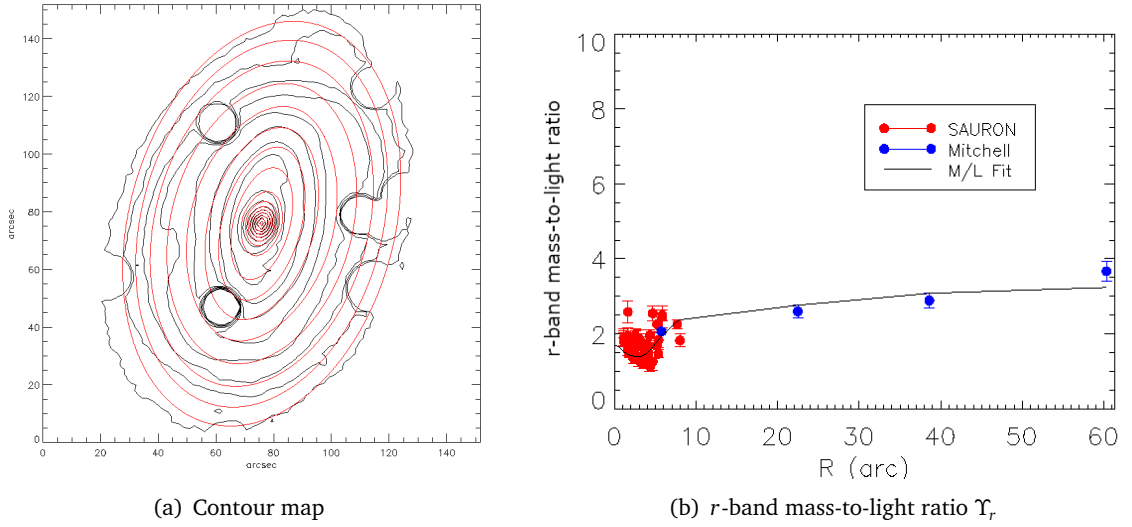 140
120
100
80
60
40
20
0
arcsec
0 20 40 60 80 100 120 140
arcsec
(a) Contour map
10
8
6
4
2
0
r-band mass-to-light ratio
SAURON
Mitchell
M/L Fit
0 10 20 30 40 50 60
R (arc)
(b) r-band mass-to-light ratio ϒr